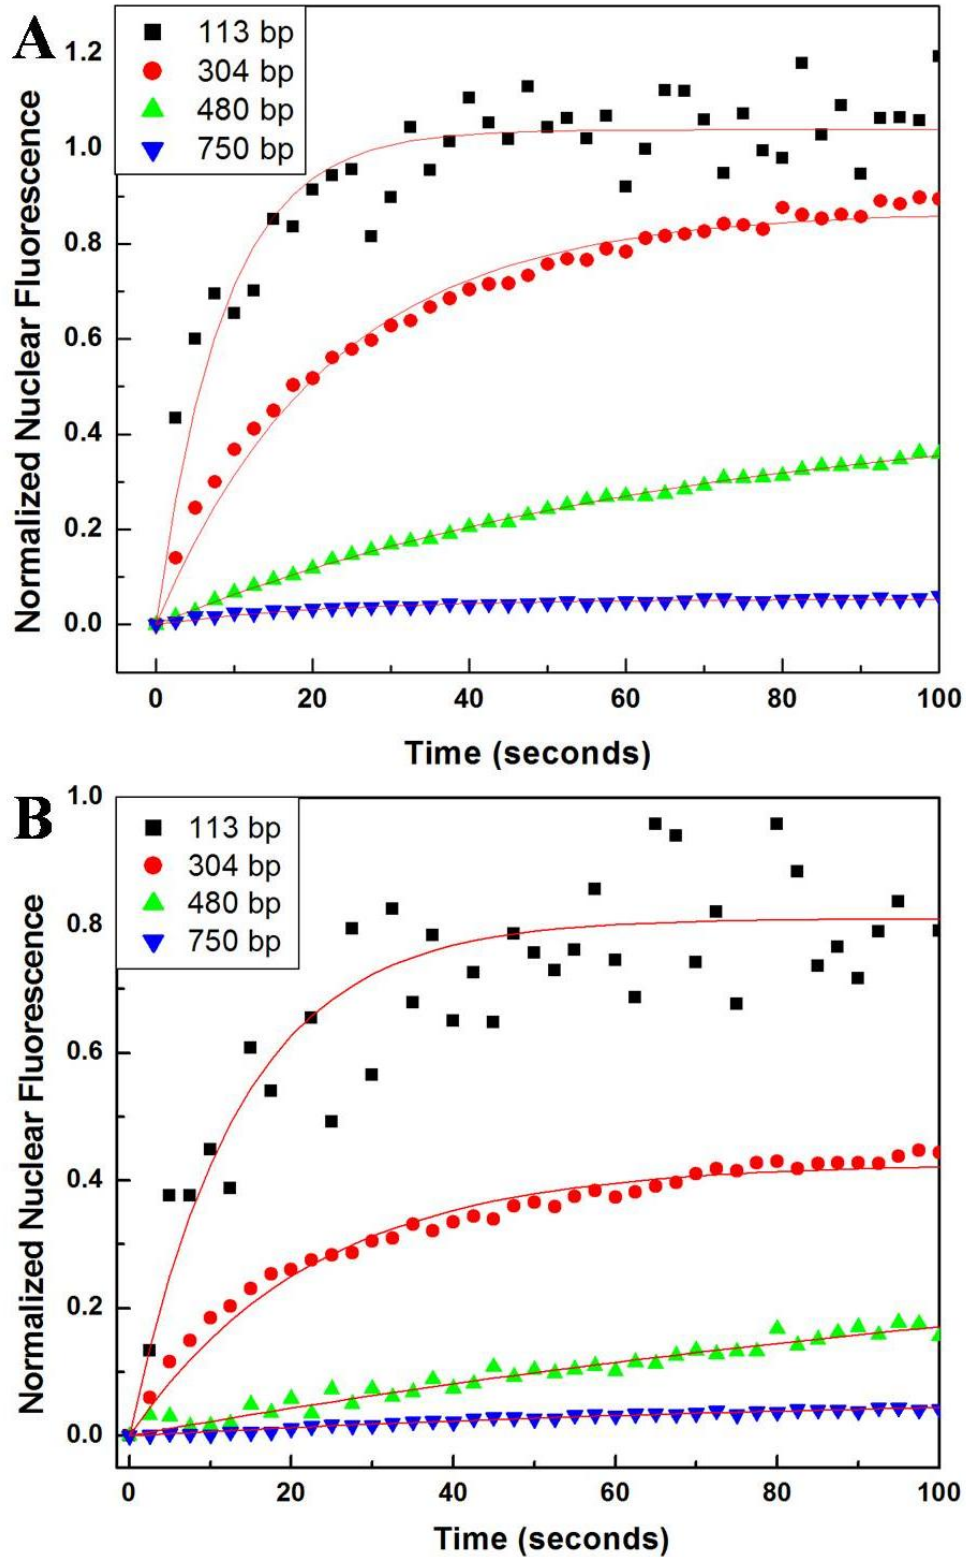 A
113 bp
304 bp
480 bp
750 bp
Normalized Nuclear Fluorescence
1.2
1.0
0.8
0.6
0.4
0.2
0.0
0 20 40 60 80 100
Time (seconds)
B
113 bp
304 bp
480 bp
750 bp
Normalized Nuclear Fluorescence
1.0
0.8
0.6
0.4
0.2
0.0
0 20 40 60 80 100
Time (seconds)